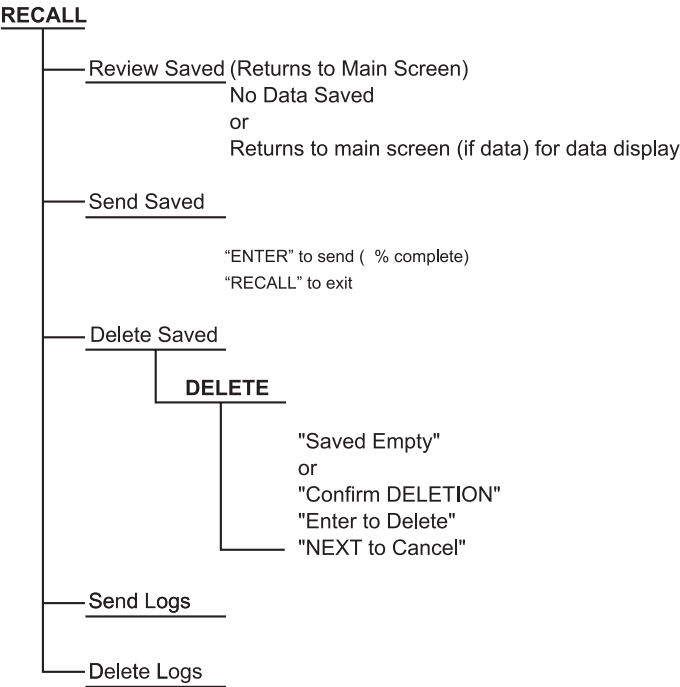 RECALL
Review Saved (Returns to Main Screen)
No Data Saved
or
Returns to main screen (if data) for data display
Send Saved
“ENTER” to send (  % complete)
“RECALL” to exit
Delete Saved
DELETE
"Saved Empty"
or
"Confirm DELETION"
"Enter to Delete"
"NEXT to Cancel"
Send Logs
Delete Logs